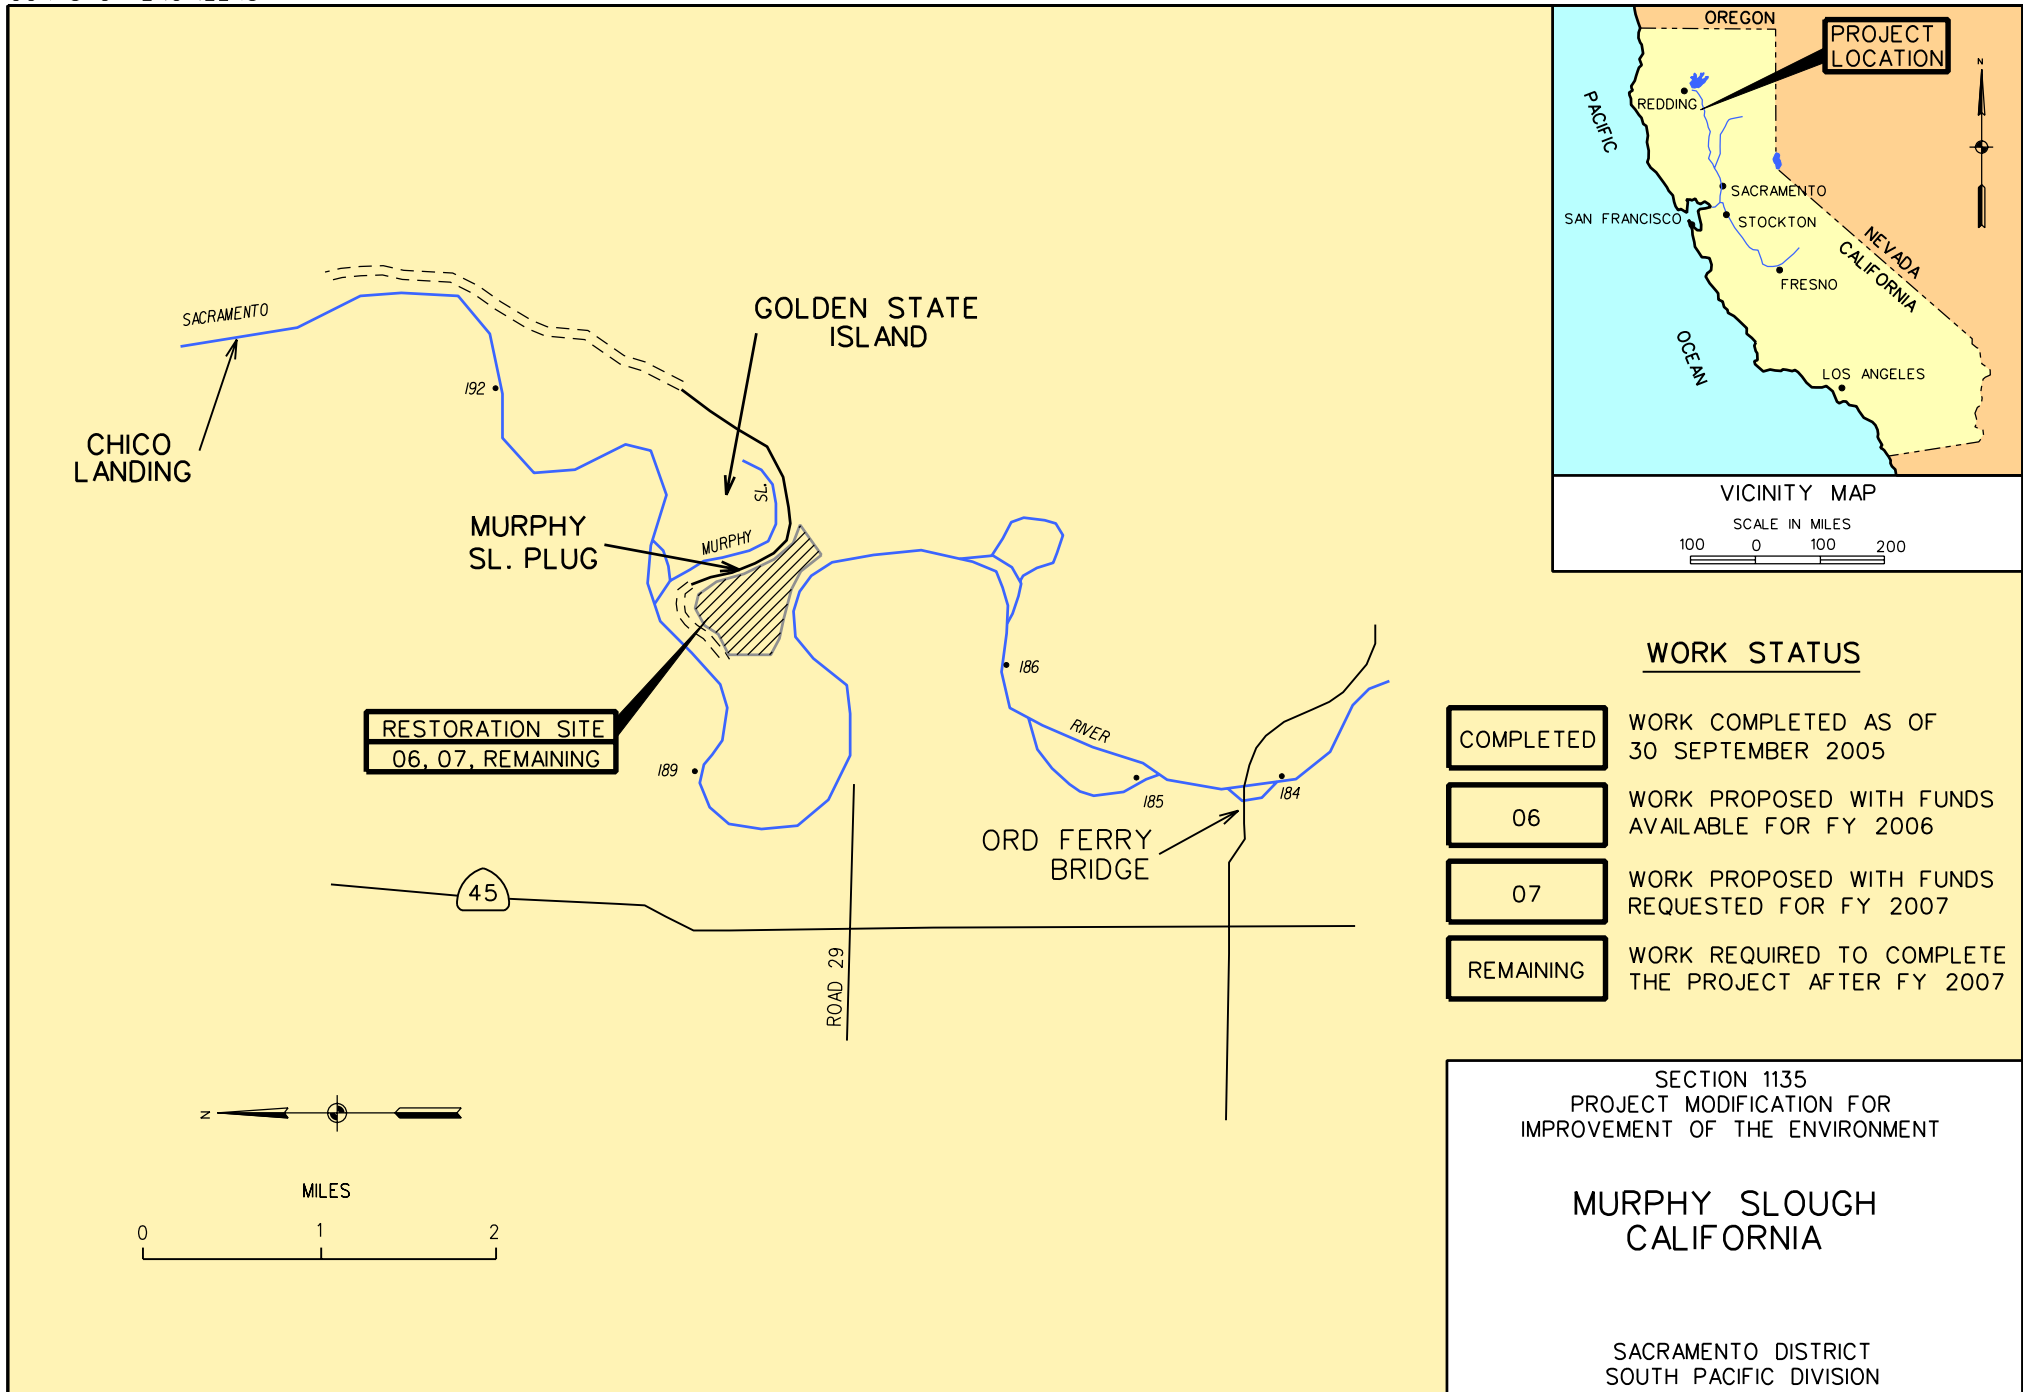 OREGON
PROJECT
LOCATION
N
REDDING
PACIFIC
SACRAMENTO
SAN FRANCISCO
STOCKTON
NEVADA
CALIFORNIA
FRESNO
OCEAN
LOS ANGELES
VICINITY MAP
SCALE IN MILES
100 0 100 200
SACRAMENTO
GOLDEN STATE
ISLAND
192
CHICO
LANDING
SL.
MURPHY
MURPHY
SL. PLUG
186
RESTORATION SITE
06, 07, REMAINING
189
RIVER
185
184
ORD FERRY
BRIDGE
45
ROAD 29
N
MILES
0 1 2
WORK STATUS
COMPLETED
WORK COMPLETED AS OF
30 SEPTEMBER 2005
06
WORK PROPOSED WITH FUNDS
AVAILABLE FOR FY 2006
07
WORK PROPOSED WITH FUNDS
REQUESTED FOR FY 2007
REMAINING
WORK REQUIRED TO COMPLETE
THE PROJECT AFTER FY 2007
SECTION 1135
PROJECT MODIFICATION FOR
IMPROVEMENT OF THE ENVIRONMENT
MURPHY SLOUGH
CALIFORNIA
SACRAMENTO DISTRICT
SOUTH PACIFIC DIVISION